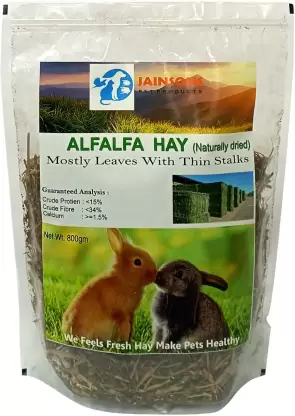 JAINSONS
PET PRODUCTS
ALFALFA HAY (Naturally dried)
Mostly Leaves With Thin Stalks
Guaranteed Analysis :
Crude Protien : <15%
Crude Fibre : <34%
Calcium : >=1.5%
Net Wt. 800gm
We Feels Fresh Hay Make Pets Healthy